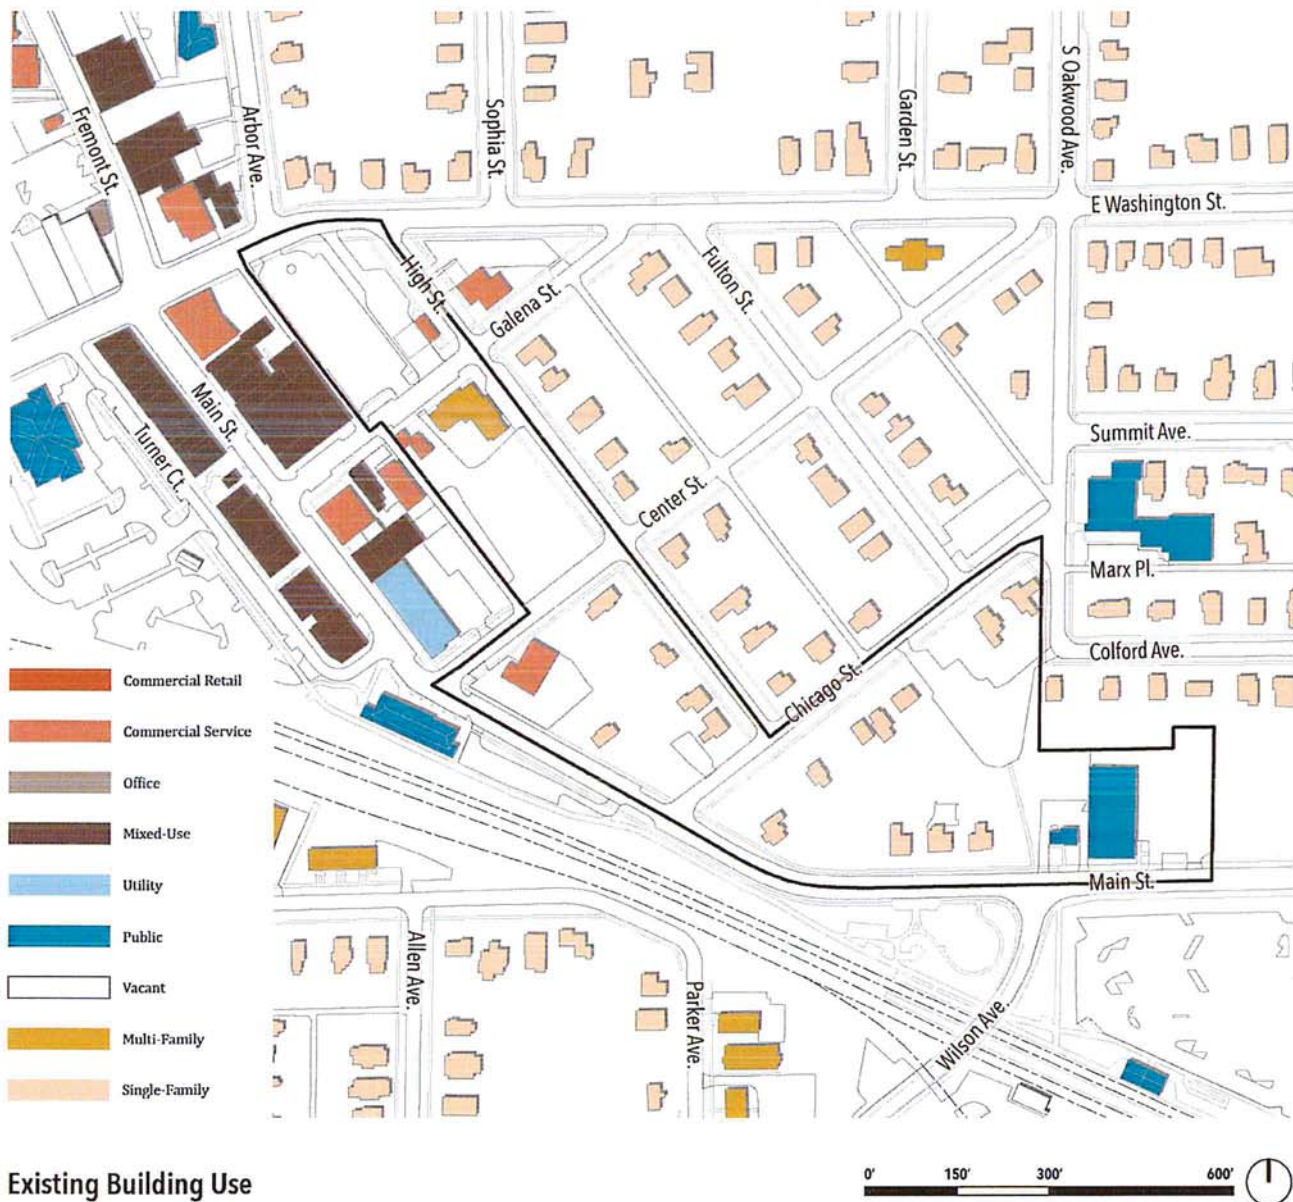 Fremont St.
Arbor Ave.
Sophia St.
Garden St.
S Oakwood Ave.
E Washington St.
High St.
Galena St.
Fulton St.
Main St.
Turner Ct.
Center St.
Summit Ave.
Marx Pl.
Colford Ave.
Chicago St.
Main St.
Allen Ave.
Parker Ave.
Wilson Ave.
Commercial Retail
Commercial Service
Office
Mixed-Use
Utility
Public
Vacant
Multi-Family
Single-Family
Existing Building Use
0' 150' 300' 600'